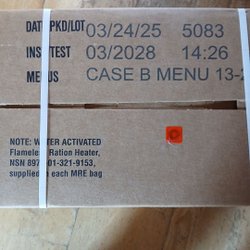 DATE PKD/LOT 03/24/25 5083
INSP/TEST 03/2028 14:26
MENUS CASE B MENU 13-2
NOTE: WATER ACTIVATED
Flameless Ration Heater,
NSN 8970-01-321-9153,
supplied in each MRE bag